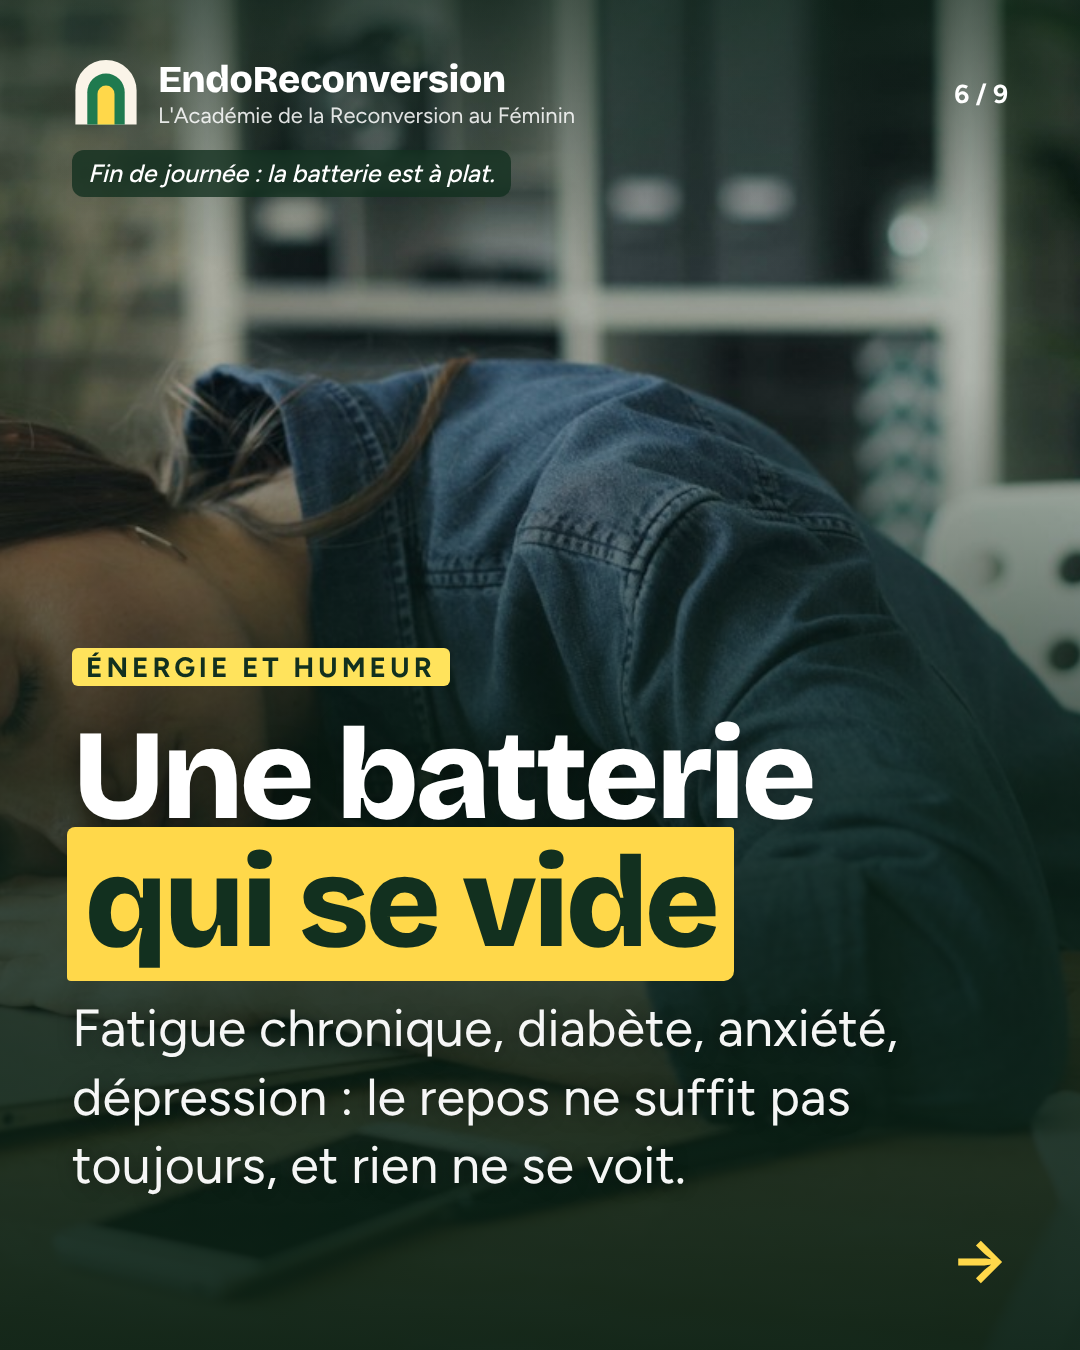 EndoReconversion
L'Académie de la Reconversion au Féminin
6 / 9
Fin de journée : la batterie est à plat.
ÉNERGIE ET HUMEUR
Une batterie
qui se vide
Fatigue chronique, diabète, anxiété,
dépression : le repos ne suffit pas
toujours, et rien ne se voit.